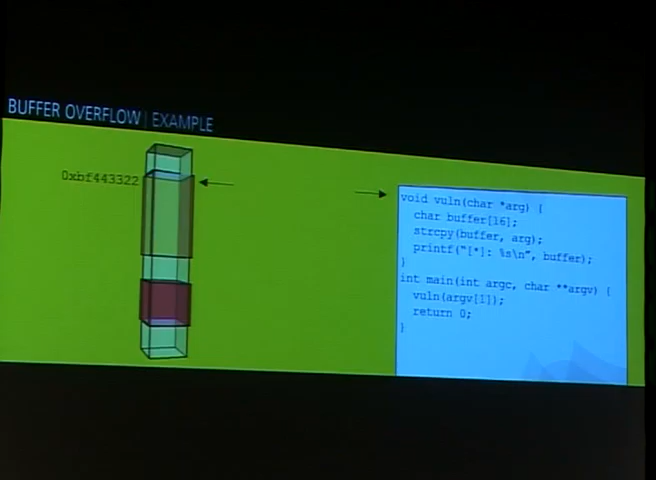 BUFFER OVERFLOW | EXAMPLE
0xbf443322
void vuln(char *arg) {
char buffer[16];
strcpy(buffer, arg);
printf("[*]: %s\n", buffer);
}
int main(int argc, char **argv) {
vuln(argv[1]);
return 0;
}